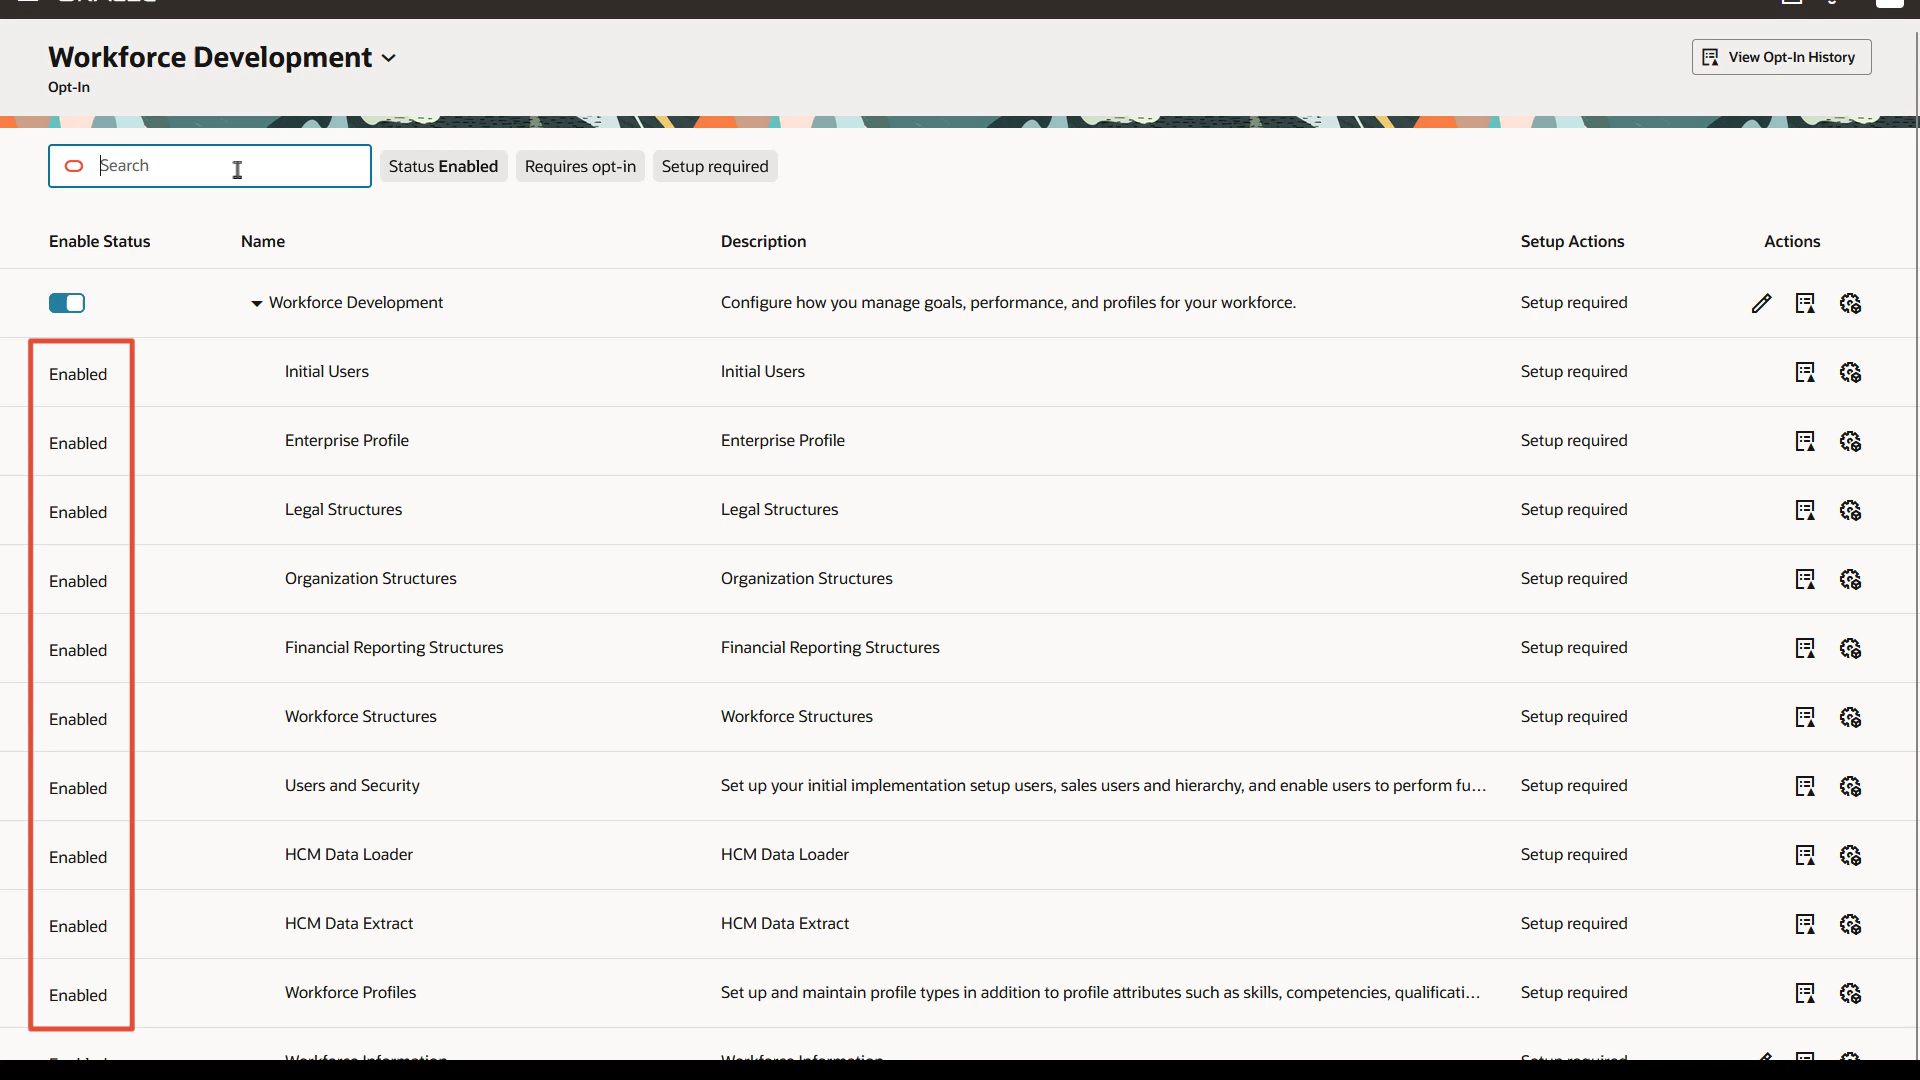 Workforce Development
View Opt-In History
Opt-In
Search
Status Enabled
Requires opt-in
Setup required
Enable Status Name Description Setup Actions Actions
Workforce Development Configure how you manage goals, performance, and profiles for your workforce. Setup required
Enabled Initial Users Initial Users Setup required
Enabled Enterprise Profile Enterprise Profile Setup required
Enabled Legal Structures Legal Structures Setup required
Enabled Organization Structures Organization Structures Setup required
Enabled Financial Reporting Structures Financial Reporting Structures Setup required
Enabled Workforce Structures Workforce Structures Setup required
Enabled Users and Security Set up your initial implementation setup users, sales users and hierarchy, and enable users to perform fu... Setup required
Enabled HCM Data Loader HCM Data Loader Setup required
Enabled HCM Data Extract HCM Data Extract Setup required
Enabled Workforce Profiles Set up and maintain profile types in addition to profile attributes such as skills, competencies, qualificati... Setup required
Workforce Information Workforce Information Setup required